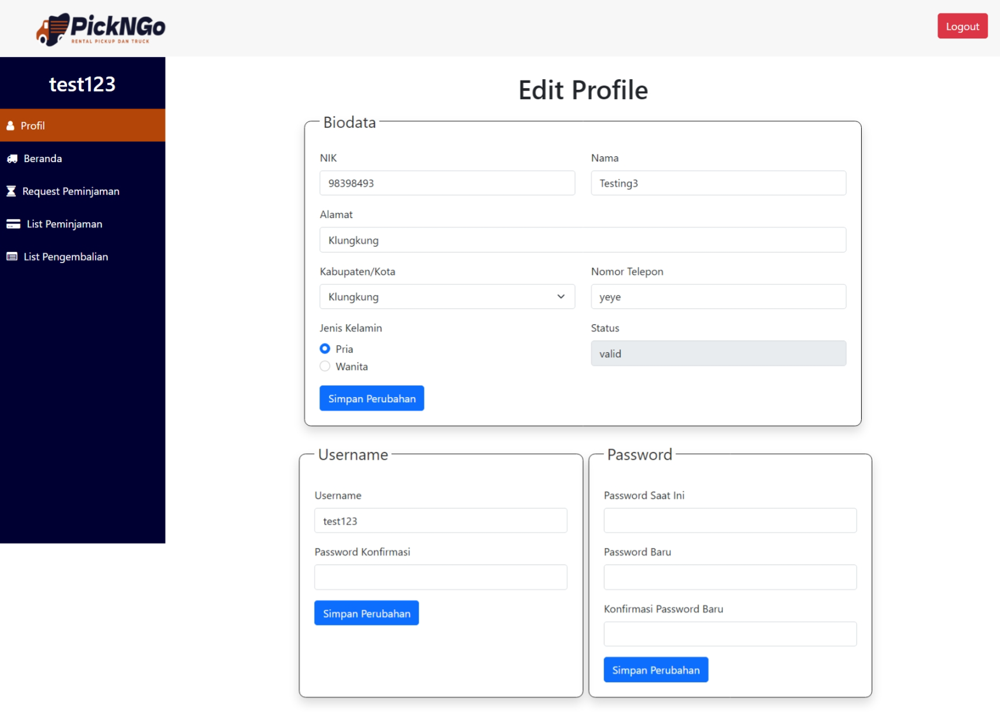 PickNGo
RENTAL PICKUP DAN TRUCK
Logout
test123
Profil
Beranda
Request Peminjaman
List Peminjaman
List Pengembalian
Edit Profile
Biodata
NIK
Nama
98398493
Testing3
Alamat
Klungkung
Kabupaten/Kota
Nomor Telepon
Klungkung
yeye
Jenis Kelamin
Status
Pria
valid
Wanita
Simpan Perubahan
Username
Username
test123
Password Konfirmasi
Simpan Perubahan
Password
Password Saat Ini
Password Baru
Konfirmasi Password Baru
Simpan Perubahan